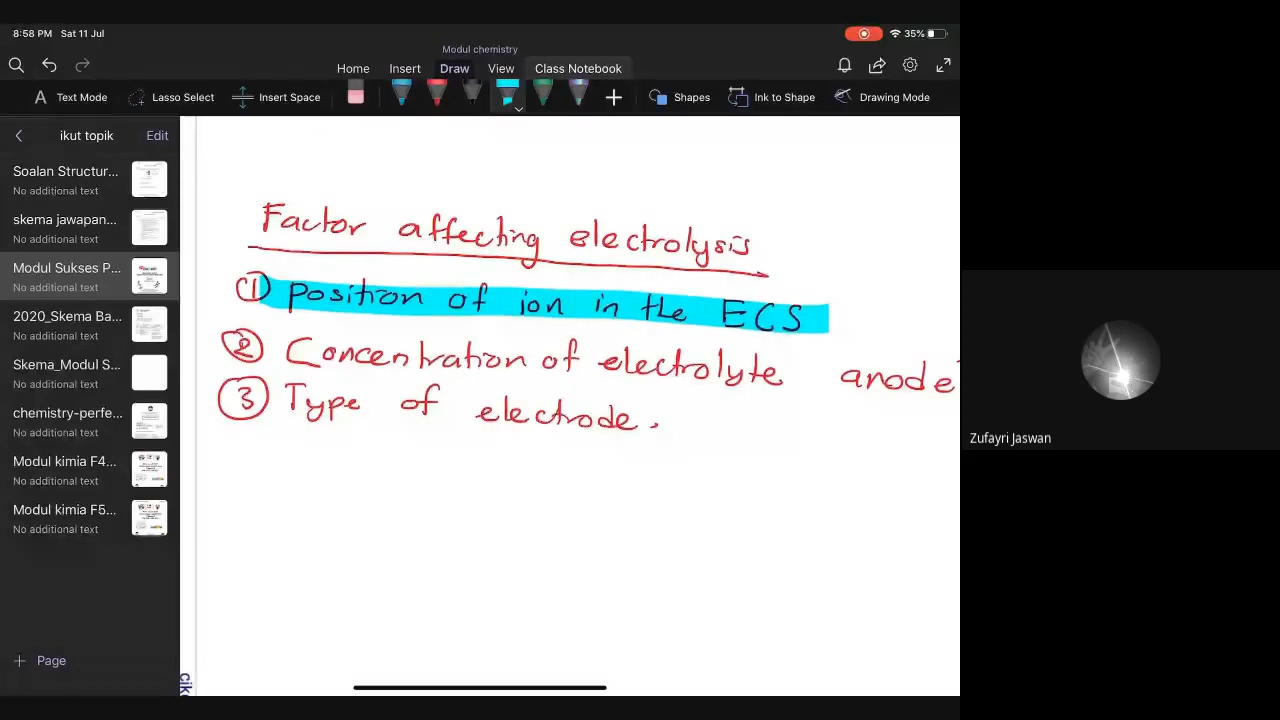 8:58 PM Sat 11 Jul
35%
Modul chemistry
Home Insert Draw View Class Notebook
Text Mode Lasso Select Insert Space Shapes Ink to Shape Drawing Mode
ikut topik Edit
Soalan Structur...
No additional text
skema jawapan...
No additional text
Modul Sukses P...
No additional text
2020_Skema Ba...
No additional text
Skema_Modul S...
No additional text
chemistry-perfe...
No additional text
Modul kimia F4...
No additional text
Modul kimia F5...
No additional text
Page
Factor affecting electrolysis
① position of ion in the ECS
② Concentration of electrolyte anode
③ Type of electrode.
cike
Zufayri Jaswan